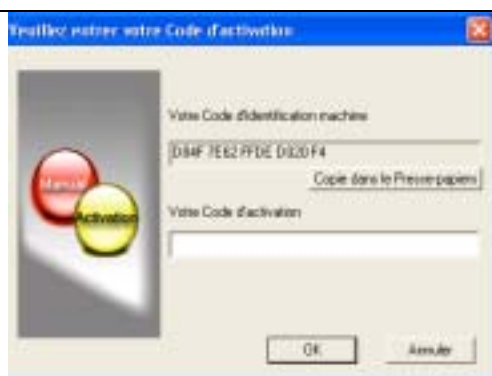 Veuillez entrer votre Code d'activation
Votre Code d'identification machine
D84F 7E62 FFDE D320 F4
Copie dans le Presse-papiers
Manual
Activation
Votre Code d'activation
OK
Annuler